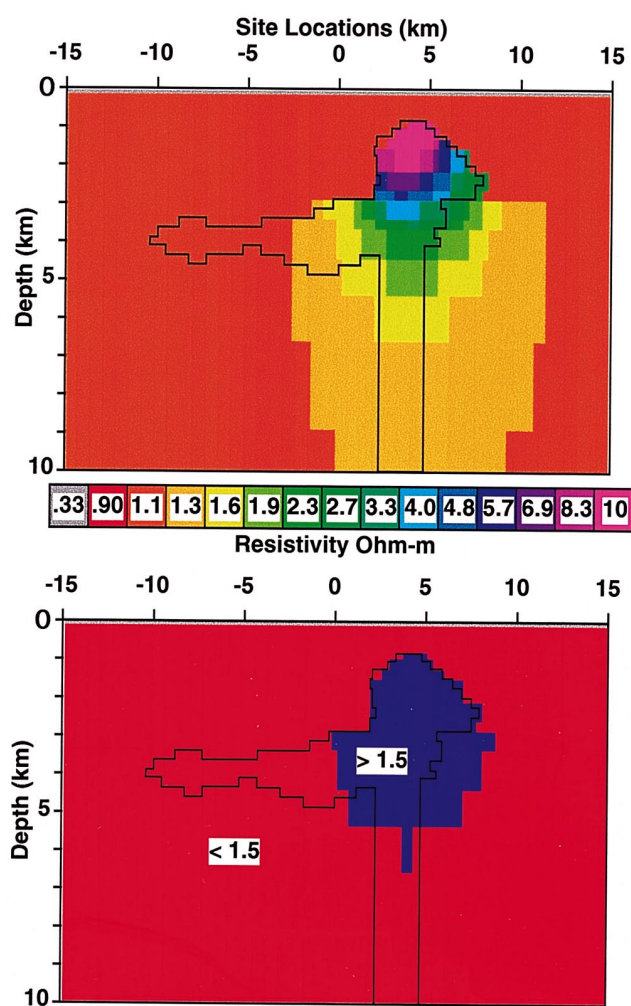 Site Locations (km)
-15 -10 -5 0 5 10 15
0
5
10
Depth (km)
.33 .90 1.1 1.3 1.6 1.9 2.3 2.7 3.3 4.0 4.8 5.7 6.9 8.3 10
Resistivity Ohm-m
-15 -10 -5 0 5 10 15
0
5
10
Depth (km)
> 1.5
< 1.5